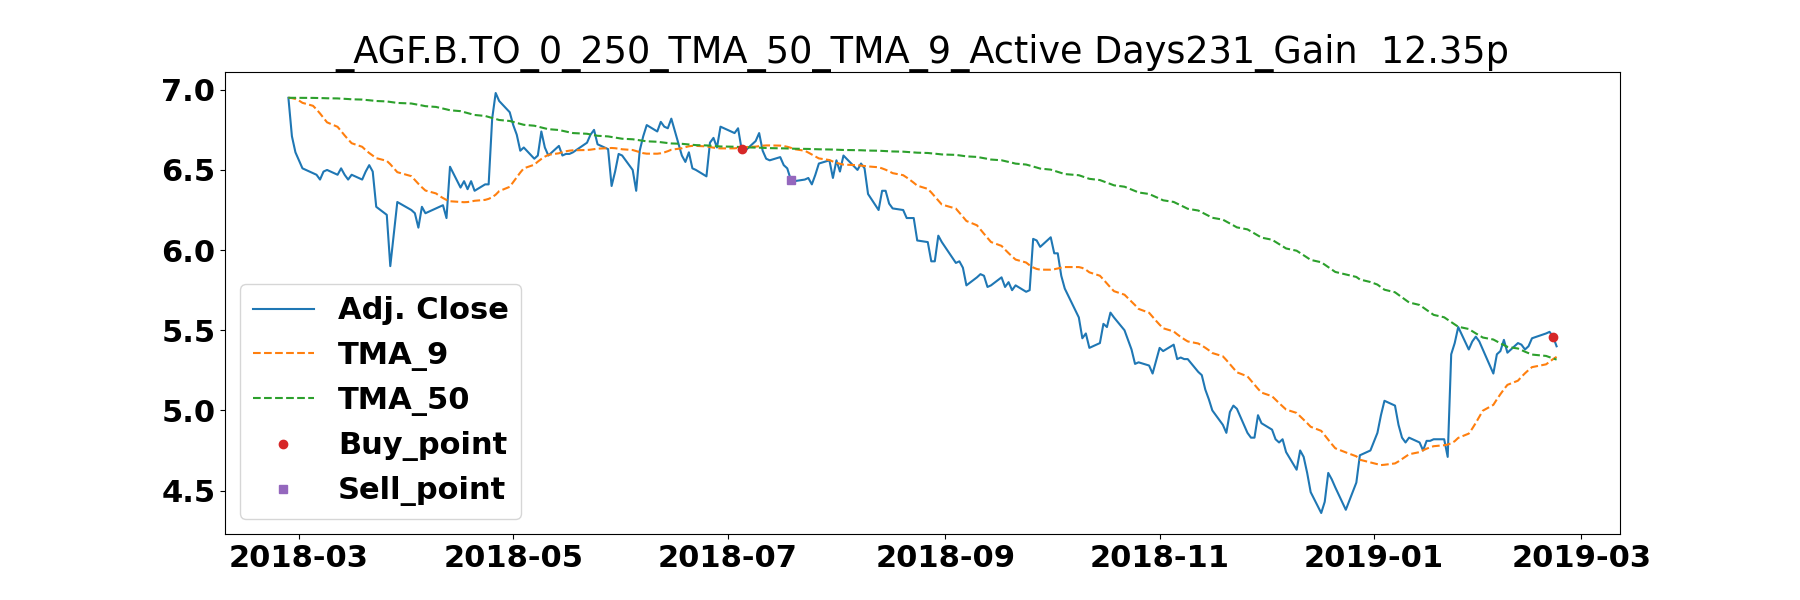 _AGF.B.TO_0_250_TMA_50_TMA_9_Active Days231_Gain  12.35p
7.0
6.5
6.0
5.5
5.0
4.5
Adj. Close
TMA_9
TMA_50
Buy_point
Sell_point
2018-03 2018-05 2018-07 2018-09 2018-11 2019-01 2019-03